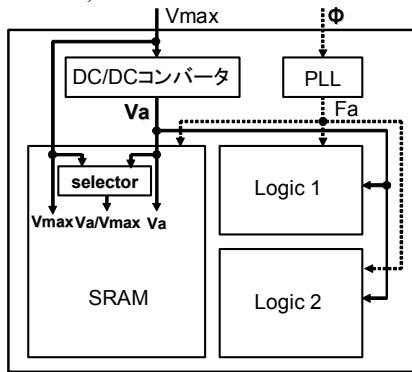 Vmax
Φ
DC/DCコンバータ
PLL
Va
Fa
selector
Logic 1
Vmax Va/Vmax Va
SRAM
Logic 2